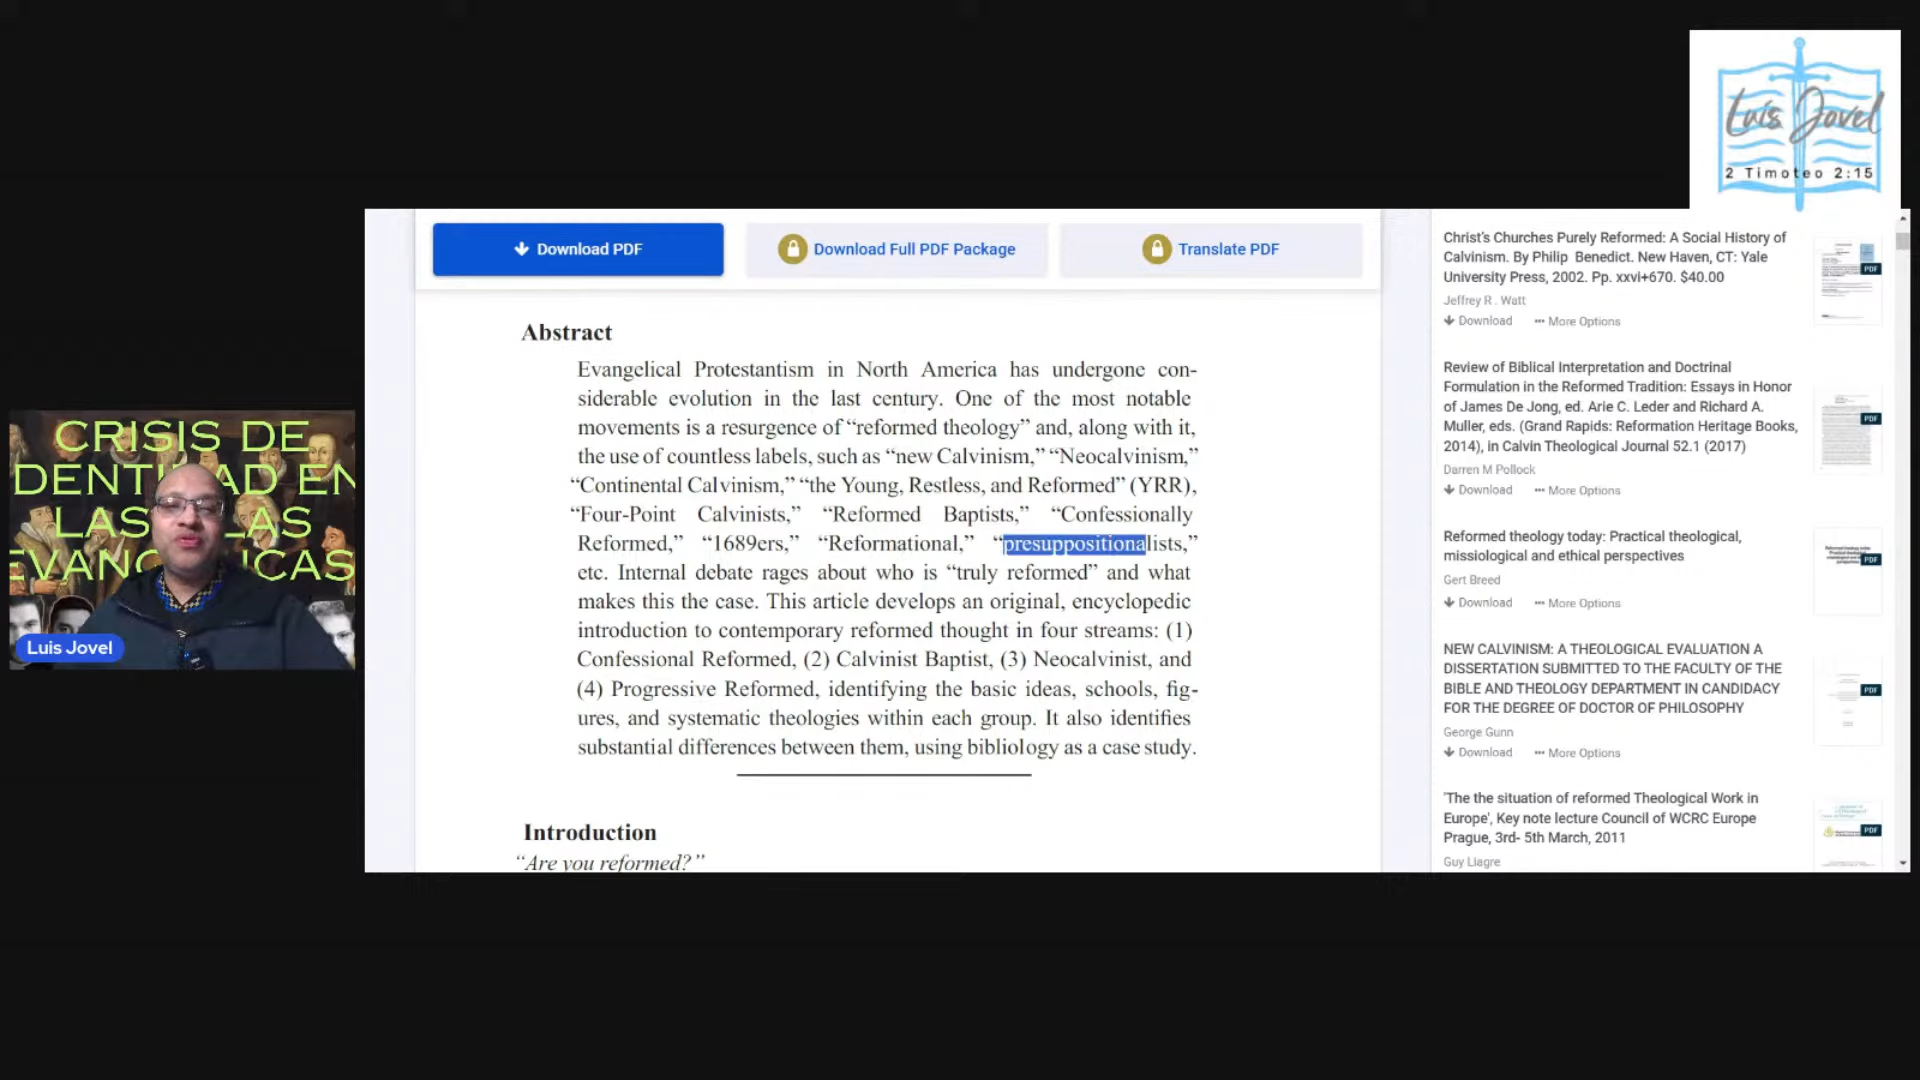 Luis Jovel
2 Timoteo 2:15
Download PDF
Download Full PDF Package
Translate PDF
Abstract
Evangelical Protestantism in North America has undergone con-
siderable evolution in the last century. One of the most notable
movements is a resurgence of “reformed theology” and, along with it,
the use of countless labels, such as “new Calvinism,” “Neocalvinism,”
“Continental Calvinism,” “the Young, Restless, and Reformed” (YRR),
“Four-Point Calvinists,” “Reformed Baptists,” “Confessionally
Reformed,” “1689ers,” “Reformational,” “presuppositionalists,”
etc. Internal debate rages about who is “truly reformed” and what
makes this the case. This article develops an original, encyclopedic
introduction to contemporary reformed thought in four streams: (1)
Confessional Reformed, (2) Calvinist Baptist, (3) Neocalvinist, and
(4) Progressive Reformed, identifying the basic ideas, schools, fig-
ures, and systematic theologies within each group. It also identifies
substantial differences between them, using bibliology as a case study.
Introduction
“Are you reformed?”
Christ's Churches Purely Reformed: A Social History of
Calvinism. By Philip Benedict. New Haven, CT: Yale
University Press, 2002. Pp. xxvi+670. $40.00
Jeffrey R . Watt
Download ••• More Options
PDF
Review of Biblical Interpretation and Doctrinal
Formulation in the Reformed Tradition: Essays in Honor
of James De Jong, ed. Arie C. Leder and Richard A.
Muller, eds. (Grand Rapids: Reformation Heritage Books,
2014), in Calvin Theological Journal 52.1 (2017)
Darren M Pollock
Download ••• More Options
PDF
Reformed theology today: Practical theological,
missiological and ethical perspectives
Gert Breed
Download ••• More Options
PDF
NEW CALVINISM: A THEOLOGICAL EVALUATION A
DISSERTATION SUBMITTED TO THE FACULTY OF THE
BIBLE AND THEOLOGY DEPARTMENT IN CANDIDACY
FOR THE DEGREE OF DOCTOR OF PHILOSOPHY
George Gunn
Download ••• More Options
PDF
'The the situation of reformed Theological Work in
Europe', Key note lecture Council of WCRC Europe
Prague, 3rd- 5th March, 2011
Guy Liagre
PDF
CRISIS DE
EN
LAS
Luis Jovel